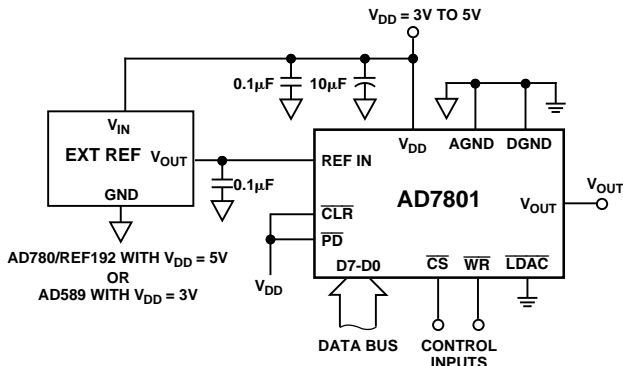 V_DD = 3V TO 5V
0.1µF
10µF
V_IN
EXT REF
V_OUT
GND
0.1µF
REF IN
V_DD
AGND
DGND
AD7801
V_OUT
V_OUT
CLR
PD
D7-D0
CS
WR
LDAC
V_DD
AD780/REF192 WITH V_DD = 5V
OR
AD589 WITH V_DD = 3V
DATA BUS
CONTROL
INPUTS